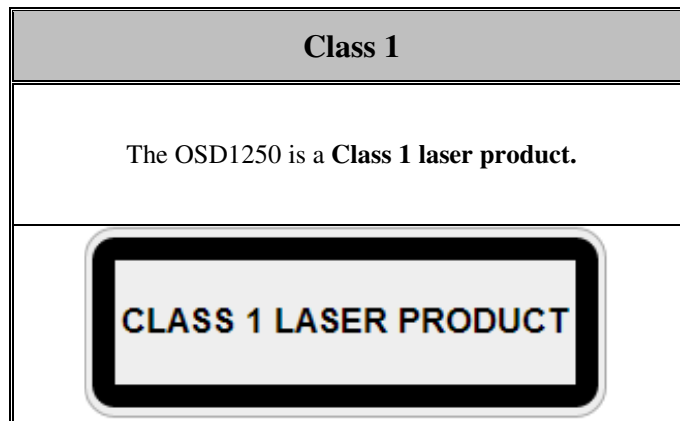 Class 1
The OSD1250 is a Class 1 laser product.
CLASS 1 LASER PRODUCT